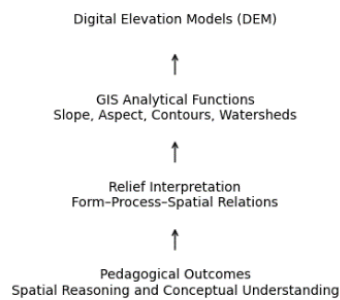 Digital Elevation Models (DEM)
GIS Analytical Functions
Slope, Aspect, Contours, Watersheds
Relief Interpretation
Form–Process–Spatial Relations
Pedagogical Outcomes
Spatial Reasoning and Conceptual Understanding